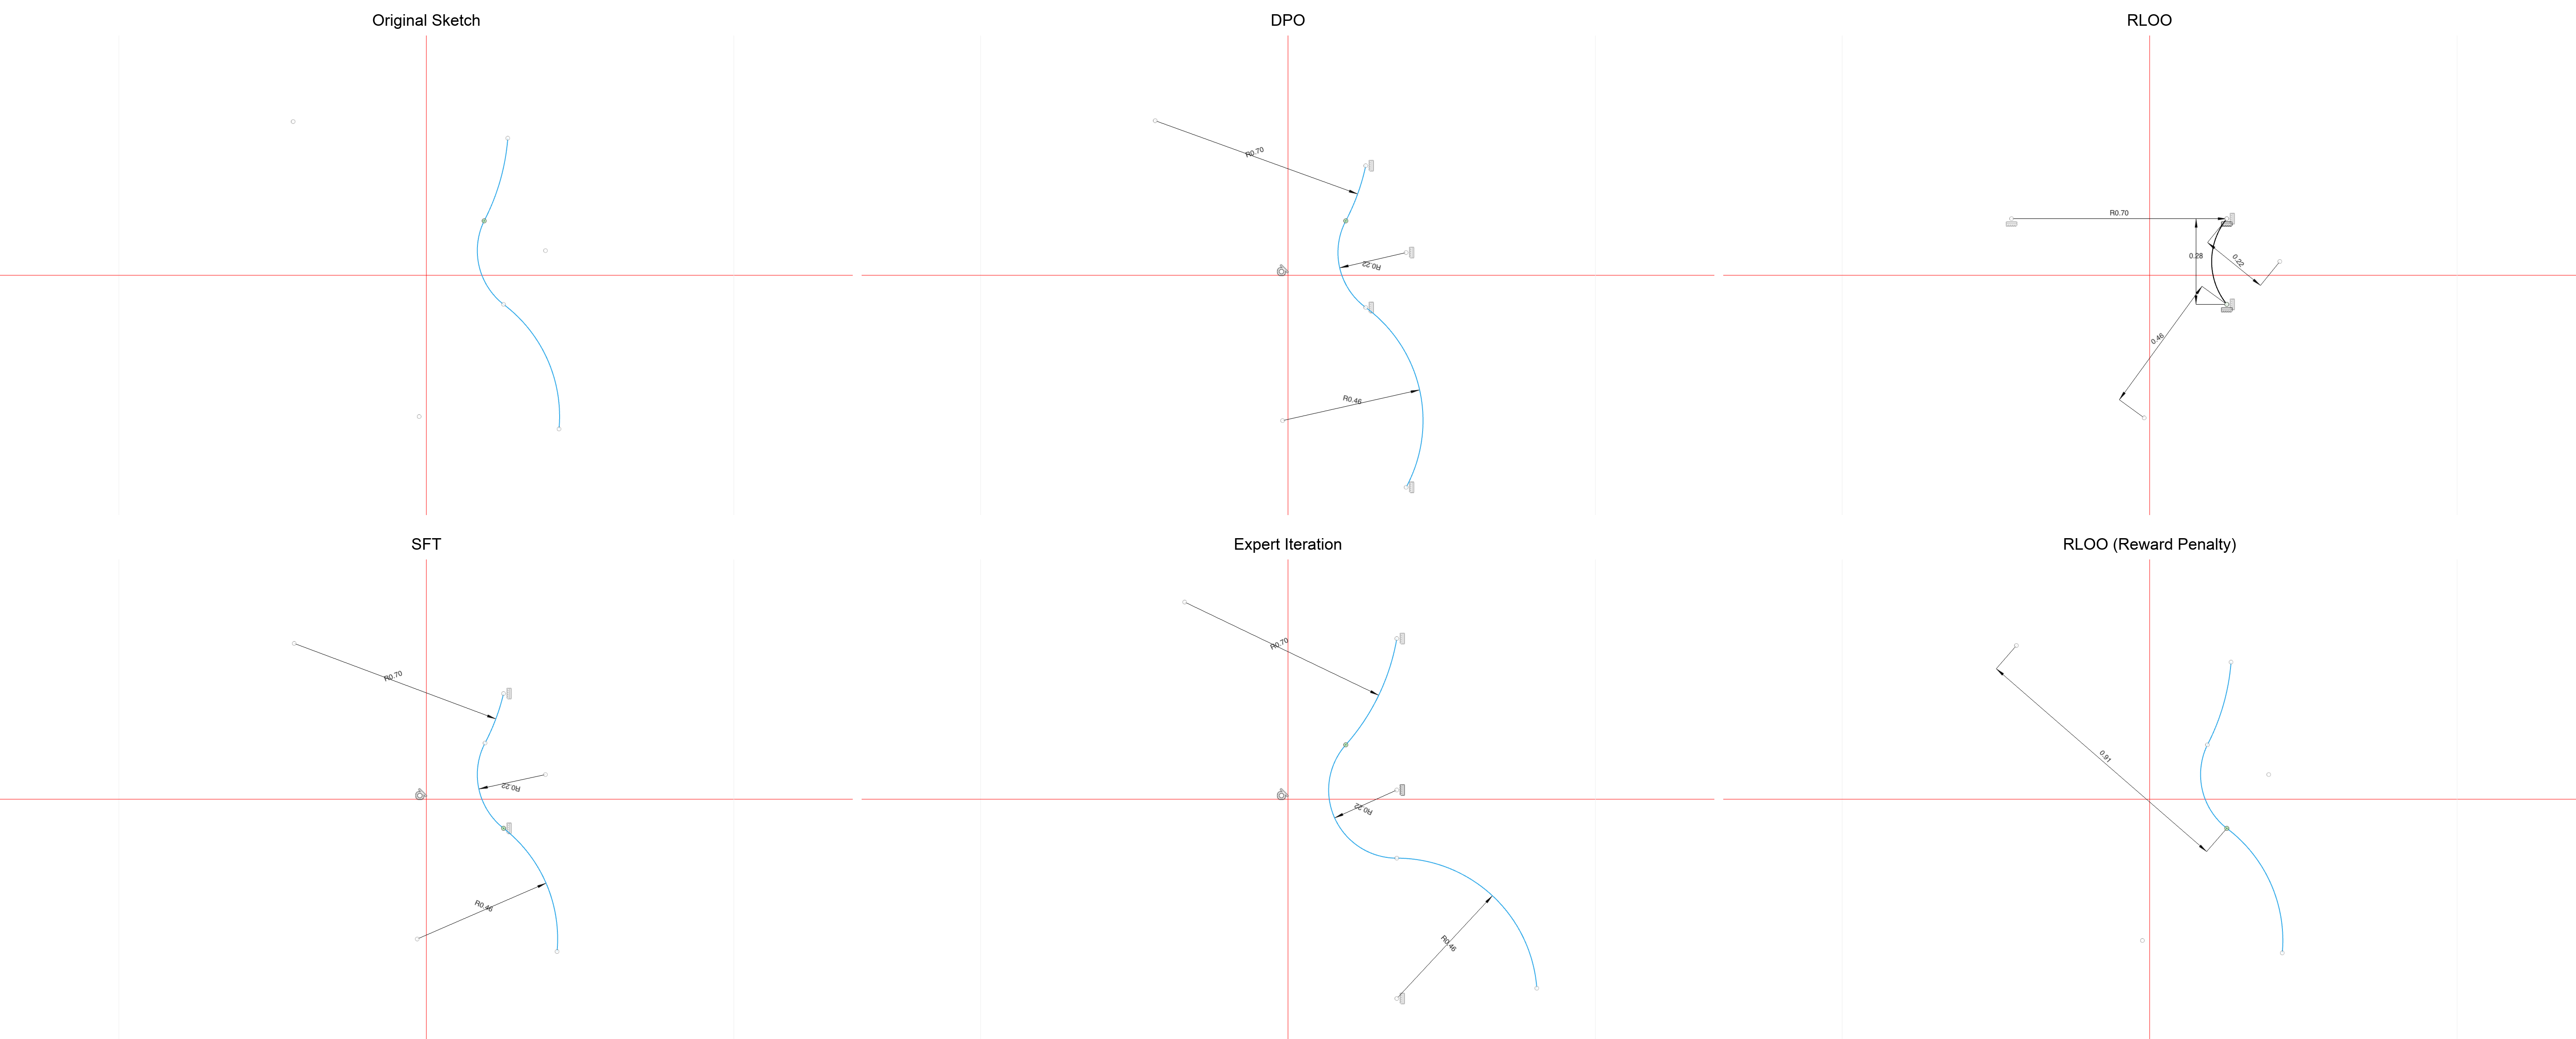 Original Sketch
DPO
R0.70
R0.22
R0.46
RLOO
R0.70
0.28
0.22
0.46
SFT
R0.70
R0.22
R0.46
Expert Iteration
R0.70
R0.22
R0.46
RLOO (Reward Penalty)
0.91